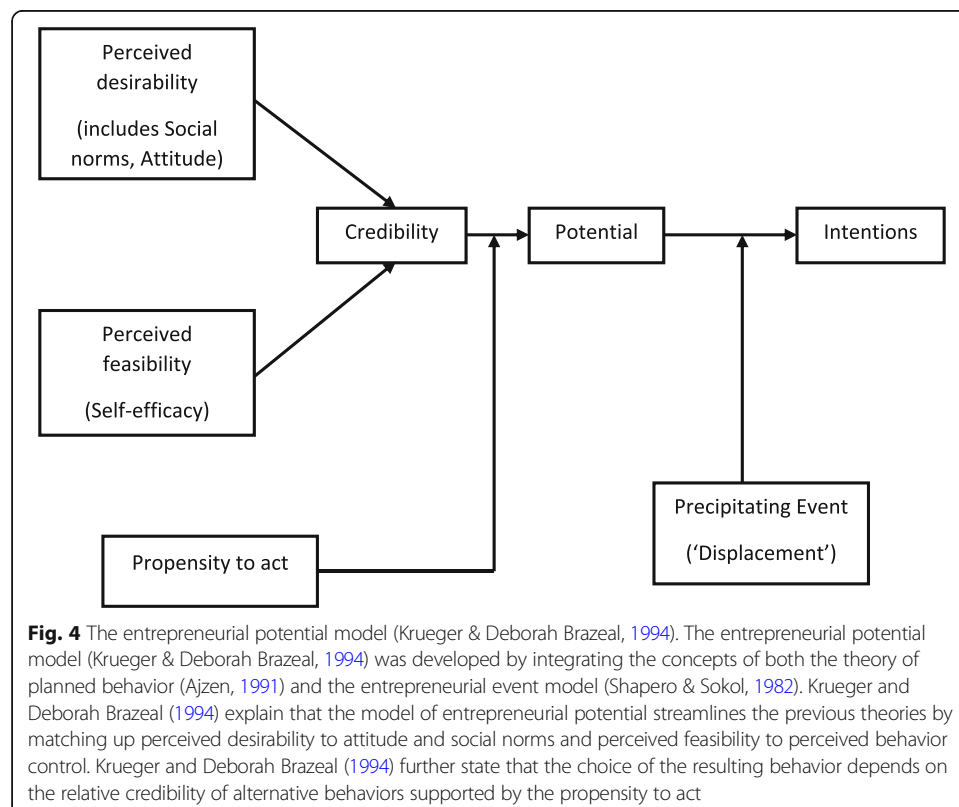 Perceived
desirability
(includes Social
norms, Attitude)
Credibility
Potential
Intentions
Perceived
feasibility
(Self-efficacy)
Precipitating Event
(‘Displacement’)
Propensity to act
Fig. 4 The entrepreneurial potential model (Krueger & Deborah Brazeal, 1994). The entrepreneurial potential
model (Krueger & Deborah Brazeal, 1994) was developed by integrating the concepts of both the theory of
planned behavior (Ajzen, 1991) and the entrepreneurial event model (Shapero & Sokol, 1982). Krueger and
Deborah Brazeal (1994) explain that the model of entrepreneurial potential streamlines the previous theories by
matching up perceived desirability to attitude and social norms and perceived feasibility to perceived behavior
control. Krueger and Deborah Brazeal (1994) further state that the choice of the resulting behavior depends on
the relative credibility of alternative behaviors supported by the propensity to act